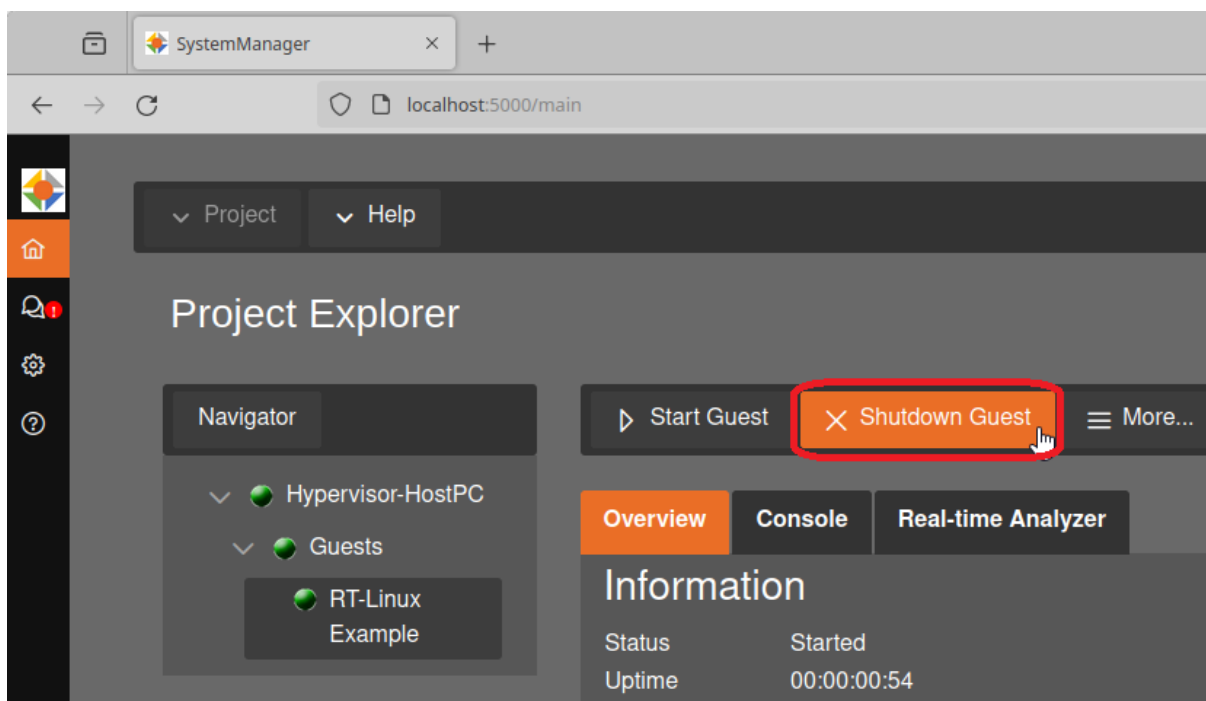 SystemManager
localhost:5000/main
Project Help
Project Explorer
Navigator
Start Guest Shutdown Guest More...
Hypervisor-HostPC
Guests
RT-Linux
Example
Overview Console Real-time Analyzer
Information
Status Started
Uptime 00:00:00:54